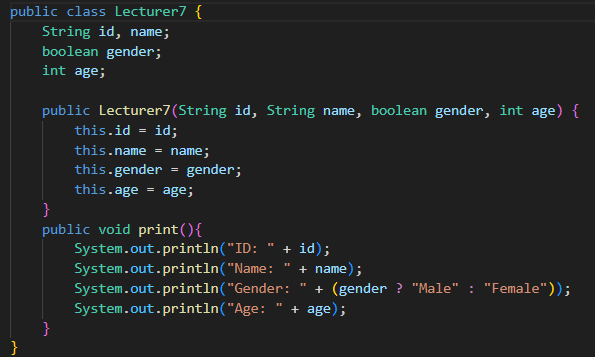 public class Lecturer7 {
    String id, name;
    boolean gender;
    int age;

    public Lecturer7(String id, String name, boolean gender, int age) {
        this.id = id;
        this.name = name;
        this.gender = gender;
        this.age = age;
    }
    public void print(){
        System.out.println("ID: " + id);
        System.out.println("Name: " + name);
        System.out.println("Gender: " + (gender ? "Male" : "Female"));
        System.out.println("Age: " + age);
    }
}